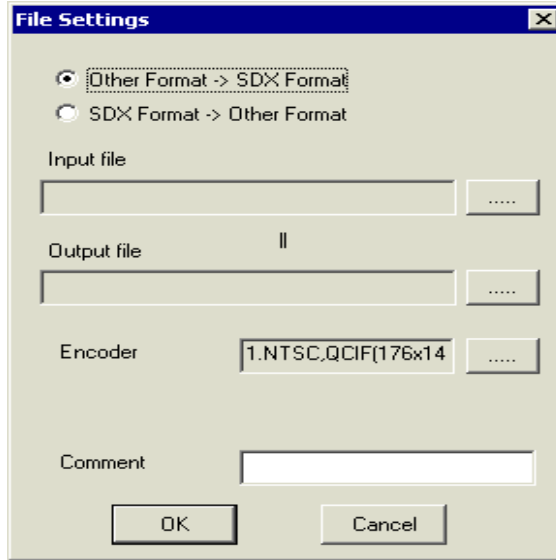 File Settings
Other Format -> SDX Format
SDX Format -> Other Format
Input file
.....
||
Output file
.....
Encoder 1.NTSC,QCIF(176x14 .....
Comment
OK Cancel